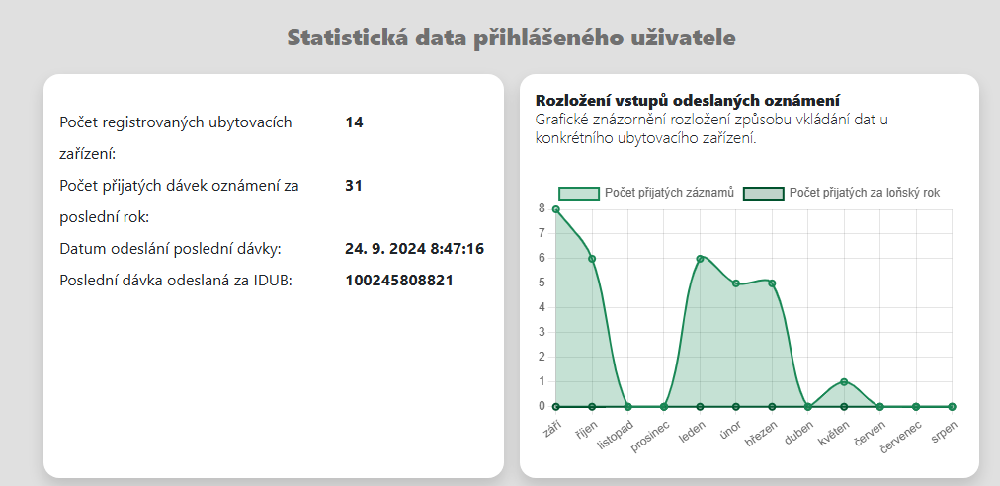 Statistická data přihlášeného uživatele
Počet registrovaných ubytovacích zařízení: 14
Počet přijatých dávek oznámení za poslední rok: 31
Datum odeslání poslední dávky: 24. 9. 2024 8:47:16
Poslední dávka odeslaná za IDUB: 100245808821
Rozložení vstupů odeslaných oznámení
Grafické znázornění rozložení způsobu vkládání dat u
konkrétního ubytovacího zařízení.
Počet přijatých záznamů Počet přijatých za loňský rok
8
7
6
5
4
3
2
1
0
září říjen listopad prosinec leden únor březen duben květen červen červenec srpen